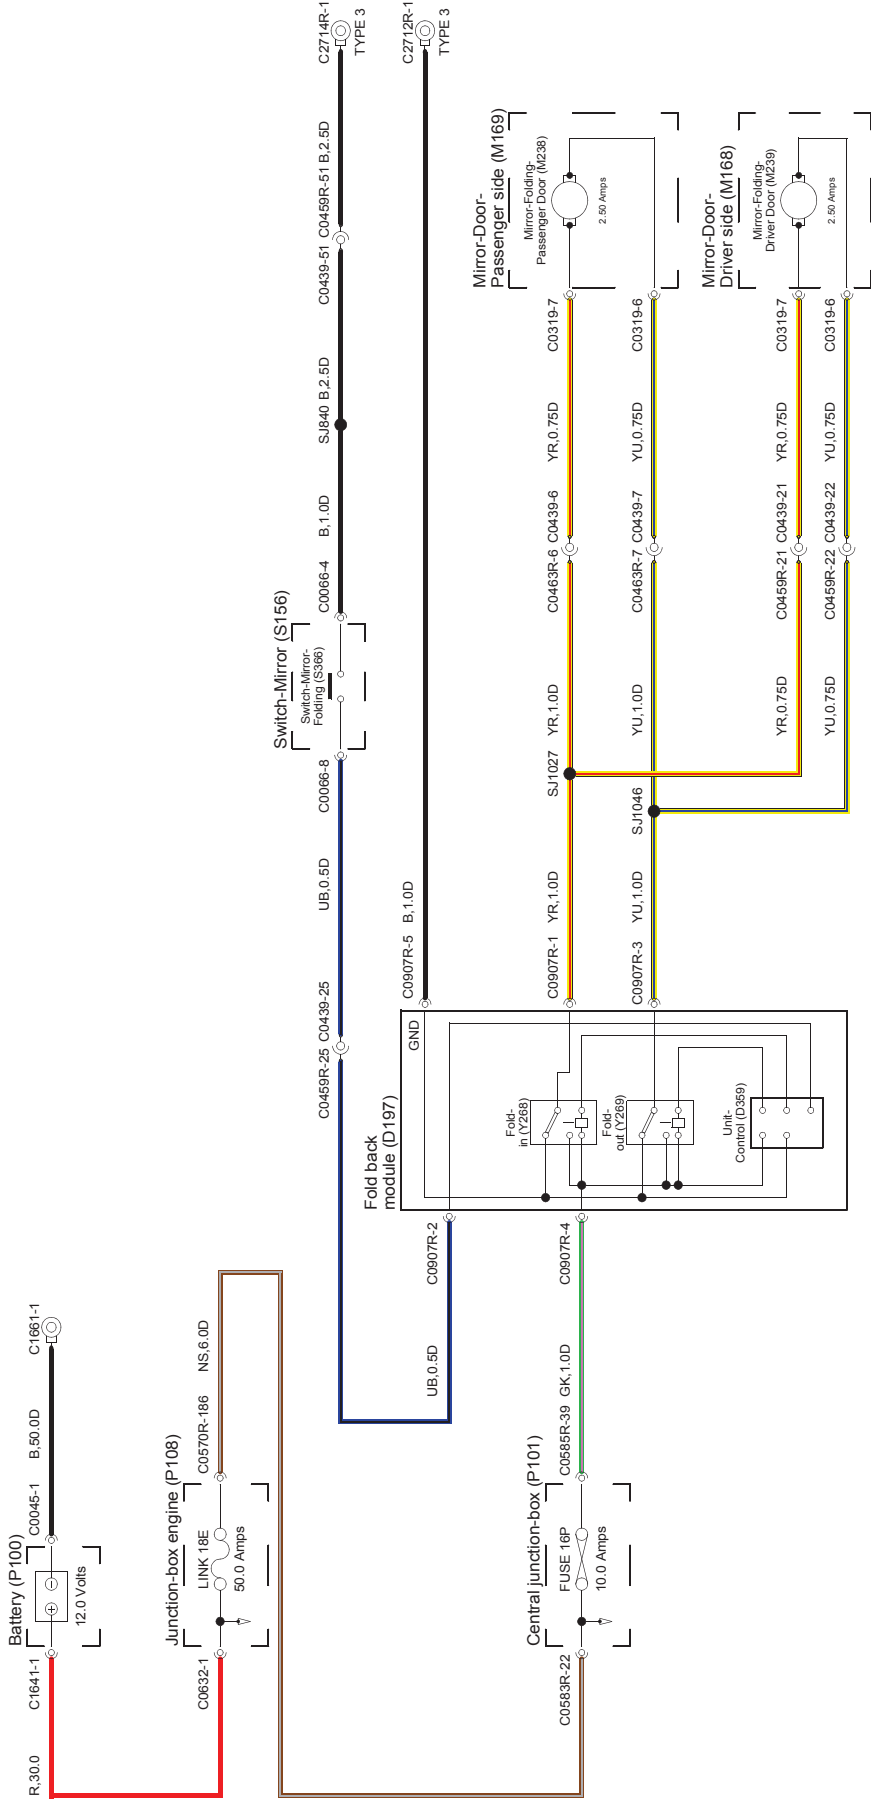 Battery (P100)
12.0 Volts
C1641-1
R,30.0
C0045-1
B,50.0D
C1661-1
Junction-box engine (P108)
LINK 18E
50.0 Amps
C0632-1
C0570R-186
NS,6.0D
Central junction-box (P101)
FUSE 16P
10.0 Amps
C0583R-22
C0585R-39
GK,1.0D
C0907R-4
UB,0.5D
C0907R-2
Fold back
module (D197)
GND
Fold-
in (Y268)
Fold-
out (Y269)
Unit-
Control (D359)
C0459R-25
C0439-25
UB,0.5D
C0066-8
Switch-Mirror (S156)
Switch-Mirror-
Folding (S366)
C0066-4
B,1.0D
SJ840
B,2.5D
C0439-51
C0459R-51
B,2.5D
C2714R-1
TYPE 3
C0907R-5
B,1.0D
C2712R-1
TYPE 3
C0907R-1
YR,1.0D
SJ1027
YR,1.0D
C0463R-6
C0439-6
YR,0.75D
C0319-7
C0907R-3
YU,1.0D
SJ1046
YU,1.0D
C0463R-7
C0439-7
YU,0.75D
C0319-6
Mirror-Door-
Passenger side (M169)
Mirror-Folding-
Passenger Door (M238)
2.50 Amps
YR,0.75D
C0459R-21
C0439-21
YR,0.75D
C0319-7
YU,0.75D
C0459R-22
C0439-22
YU,0.75D
C0319-6
Mirror-Door-
Driver side (M168)
Mirror-Folding-
Driver Door (M239)
2.50 Amps